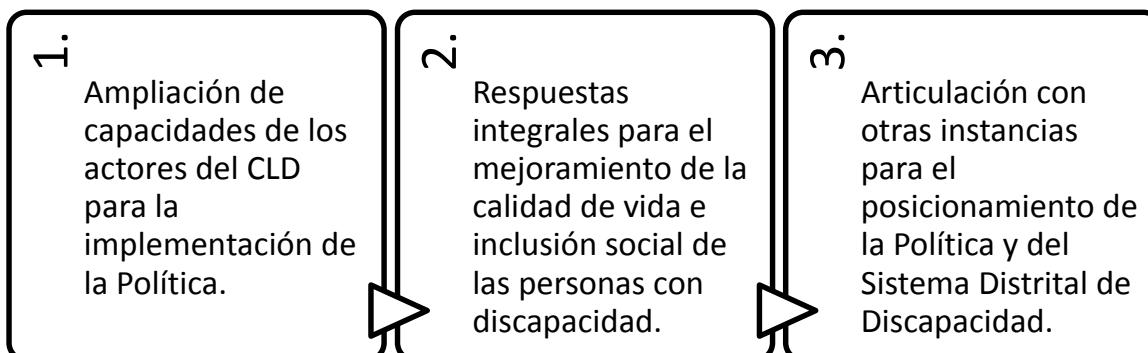 1.
Ampliación de
capacidades de los
actores del CLD
para la
implementación de
la Política.
2.
Respuestas
integrales para el
mejoramiento de la
calidad de vida e
inclusión social de
las personas con
discapacidad.
3.
Articulación con
otras instancias
para el
posicionamiento de
la Política y del
Sistema Distrital de
Discapacidad.